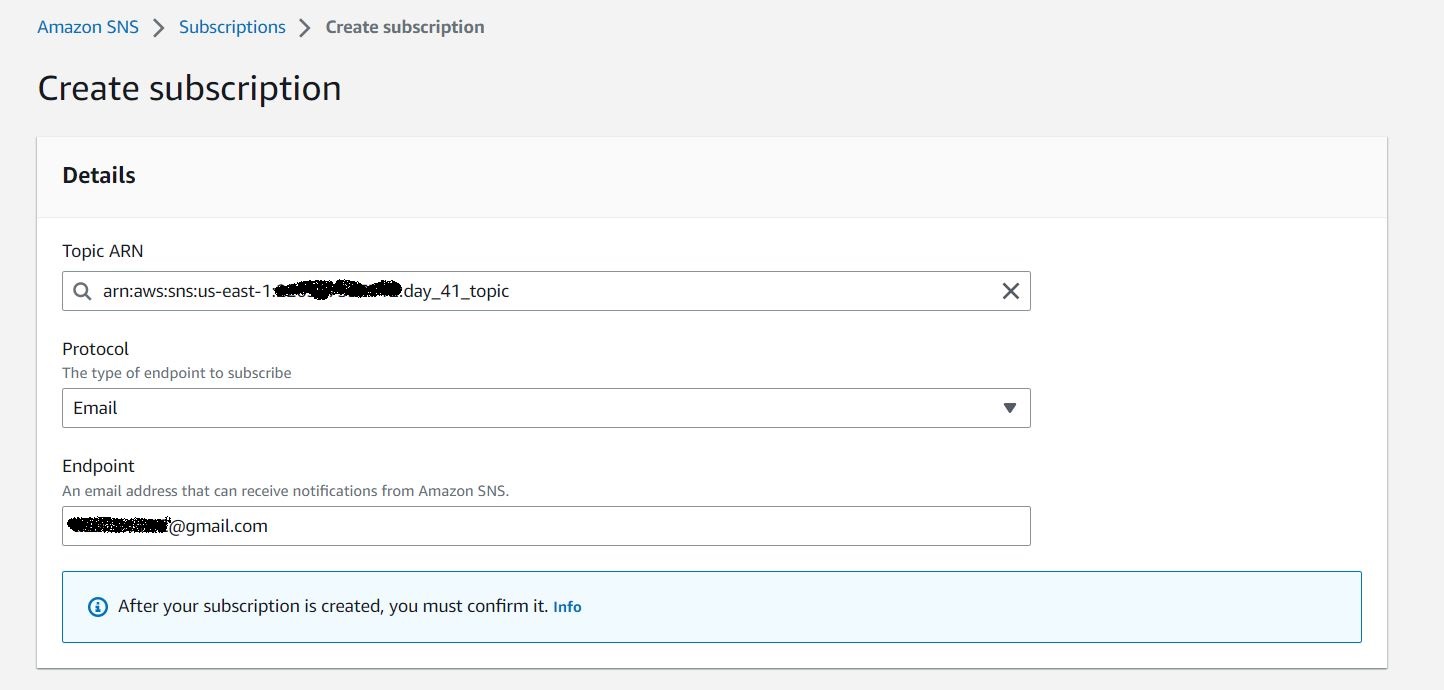 Amazon SNS > Subscriptions > Create subscription
Create subscription
Details
Topic ARN
arn:aws:sns:us-east-1: :day_41_topic
Protocol
The type of endpoint to subscribe
Email
Endpoint
An email address that can receive notifications from Amazon SNS.
@gmail.com
After your subscription is created, you must confirm it. Info